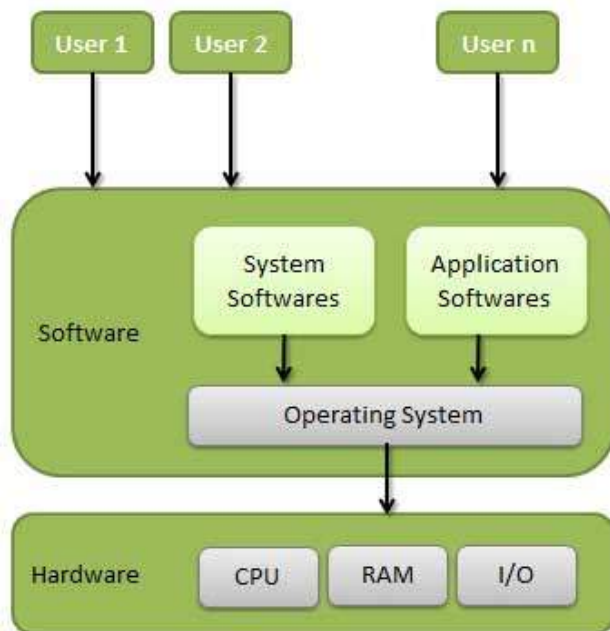 User 1
User 2
User n
System
Softwares
Application
Softwares
Software
Operating System
Hardware
CPU
RAM
I/O